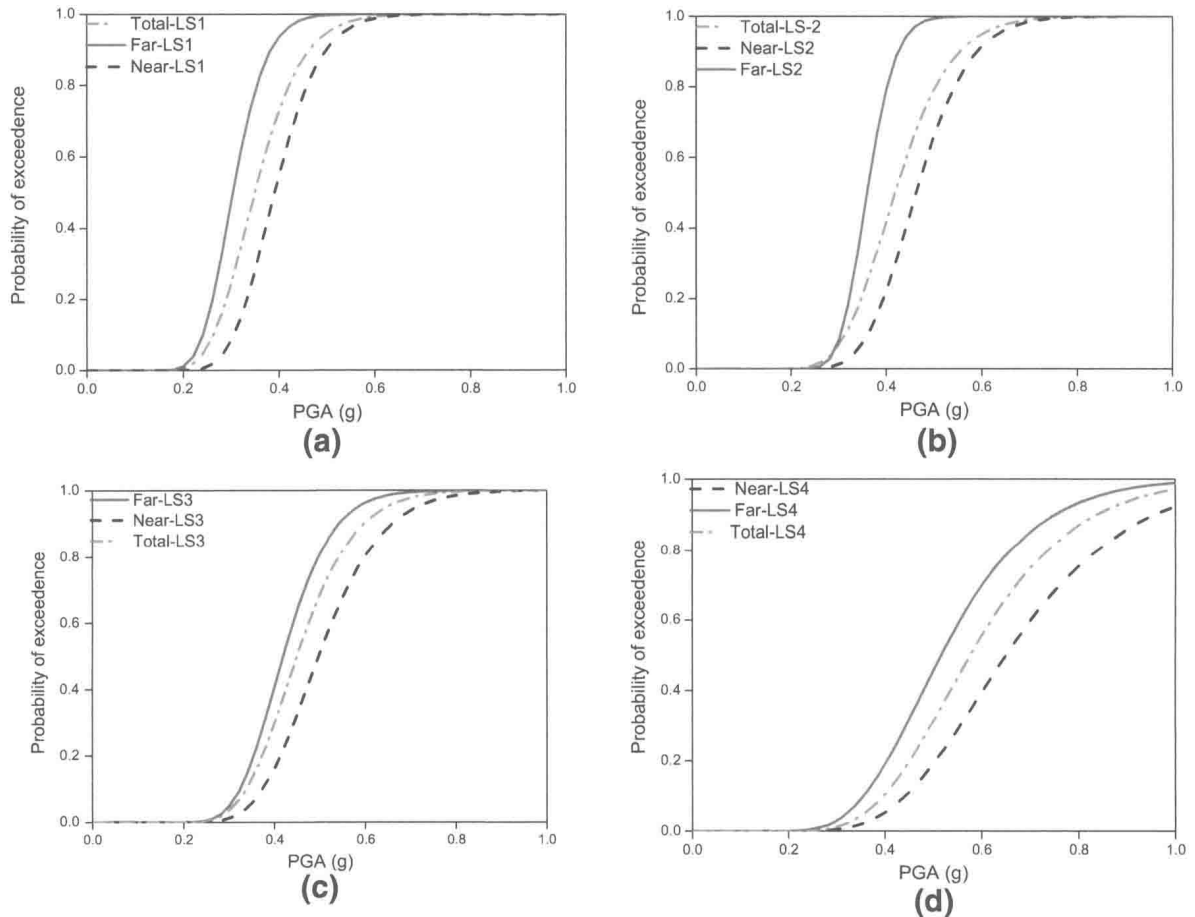 Total-LS1
Far-LS1
Near-LS1
Probability of exceedence
1.0
0.8
0.6
0.4
0.2
0.0
0.0 0.2 0.4 0.6 0.8 1.0
PGA (g)
(a)
Total-LS-2
Near-LS2
Far-LS2
Probability of exceedence
1.0
0.8
0.6
0.4
0.2
0.0
0.0 0.2 0.4 0.6 0.8 1.0
PGA (g)
(b)
Far-LS3
Near-LS3
Total-LS3
Probability of exceedence
1.0
0.8
0.6
0.4
0.2
0.0
0.0 0.2 0.4 0.6 0.8 1.0
PGA (g)
(c)
Near-LS4
Far-LS4
Total-LS4
Probability of exceedence
1.0
0.8
0.6
0.4
0.2
0.0
0.0 0.2 0.4 0.6 0.8 1.0
PGA (g)
(d)